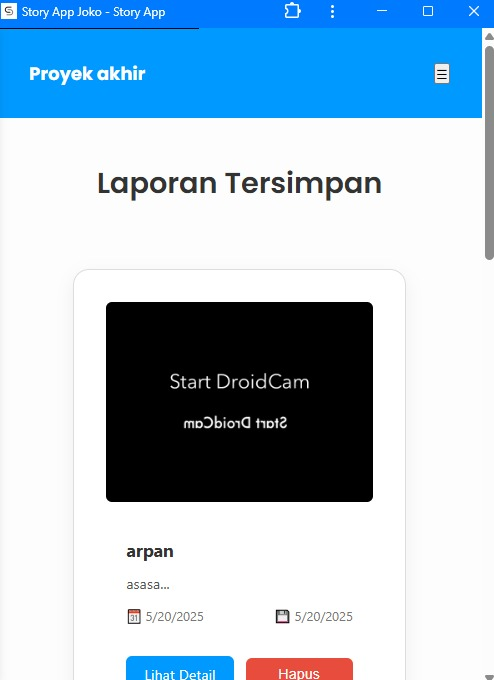 Story App Joko - Story App
Proyek akhir
Laporan Tersimpan
Start DroidCam
Start DroidCam
arpan
asasa...
5/20/2025 5/20/2025
Lihat Detail Hapus